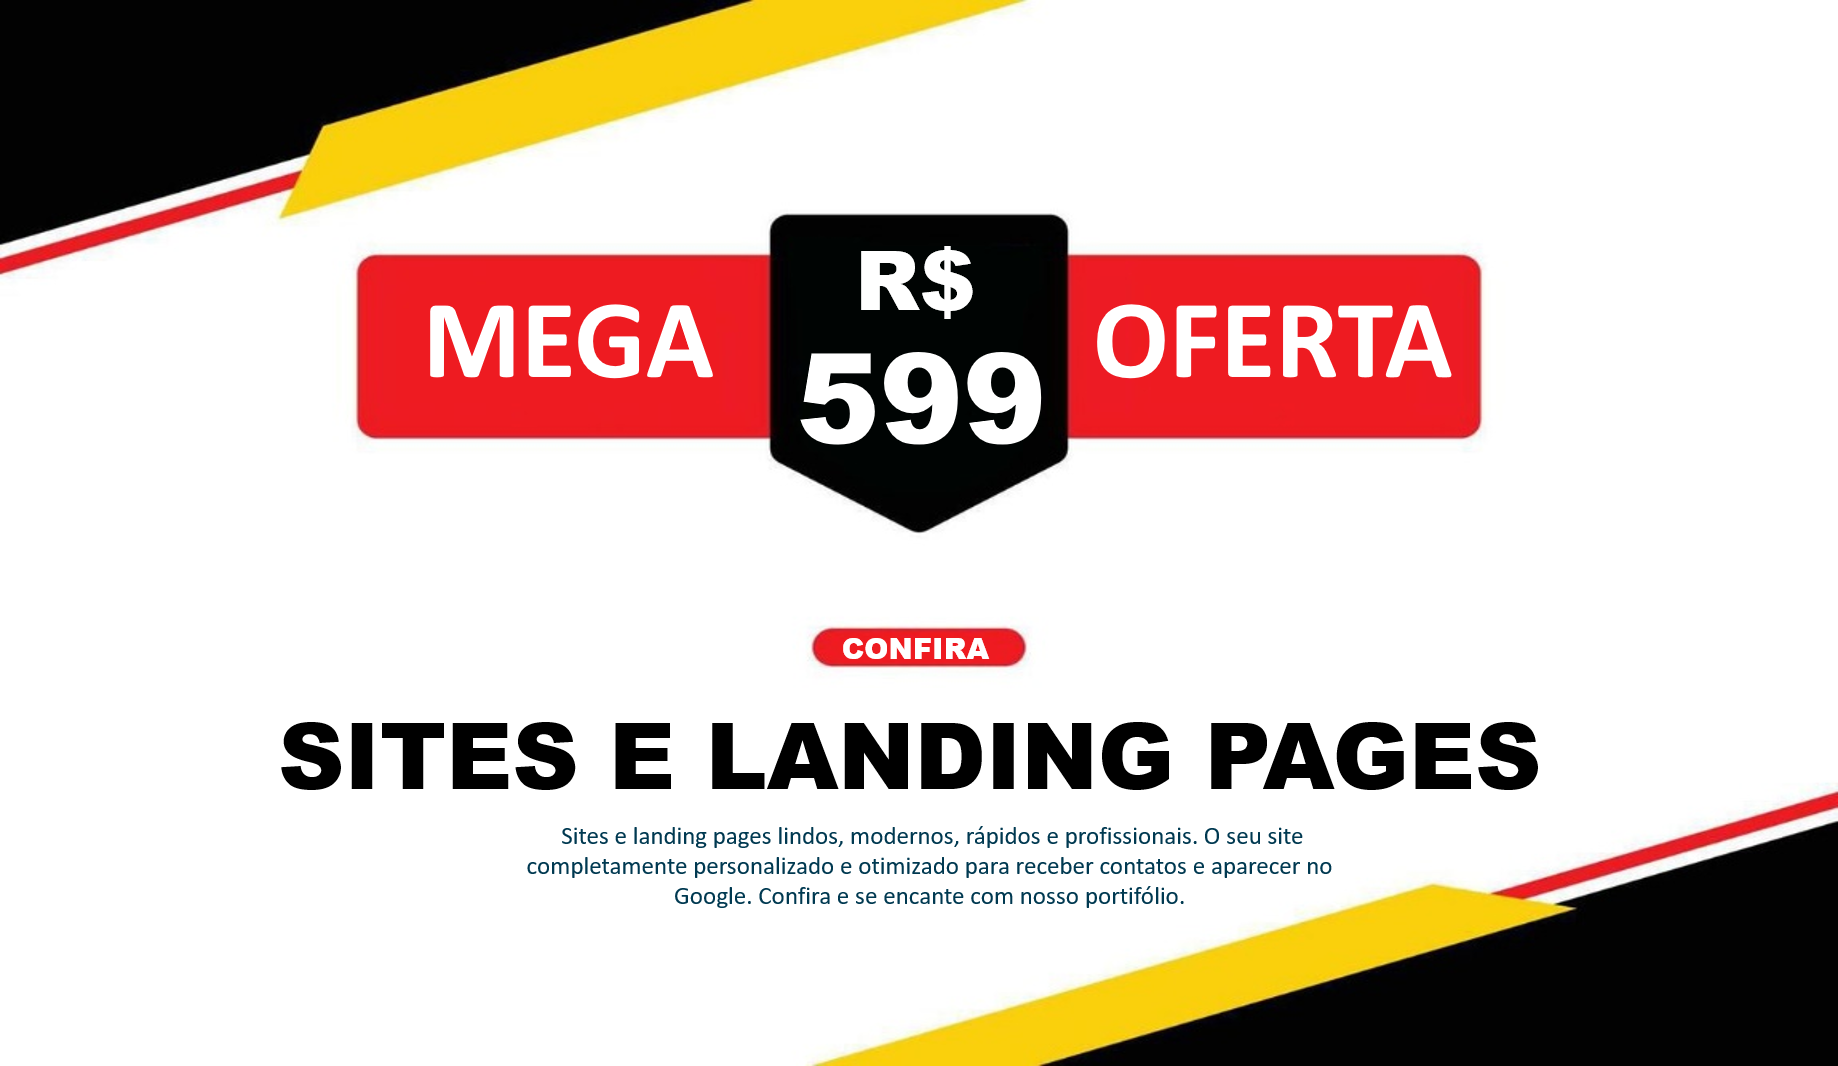 MEGA
R$
599
OFERTA
CONFIRA
SITES E LANDING PAGES
Sites e landing pages lindos, modernos, rápidos e profissionais. O seu site
completamente personalizado e otimizado para receber contatos e aparecer no
Google. Confira e se encante com nosso portifólio.